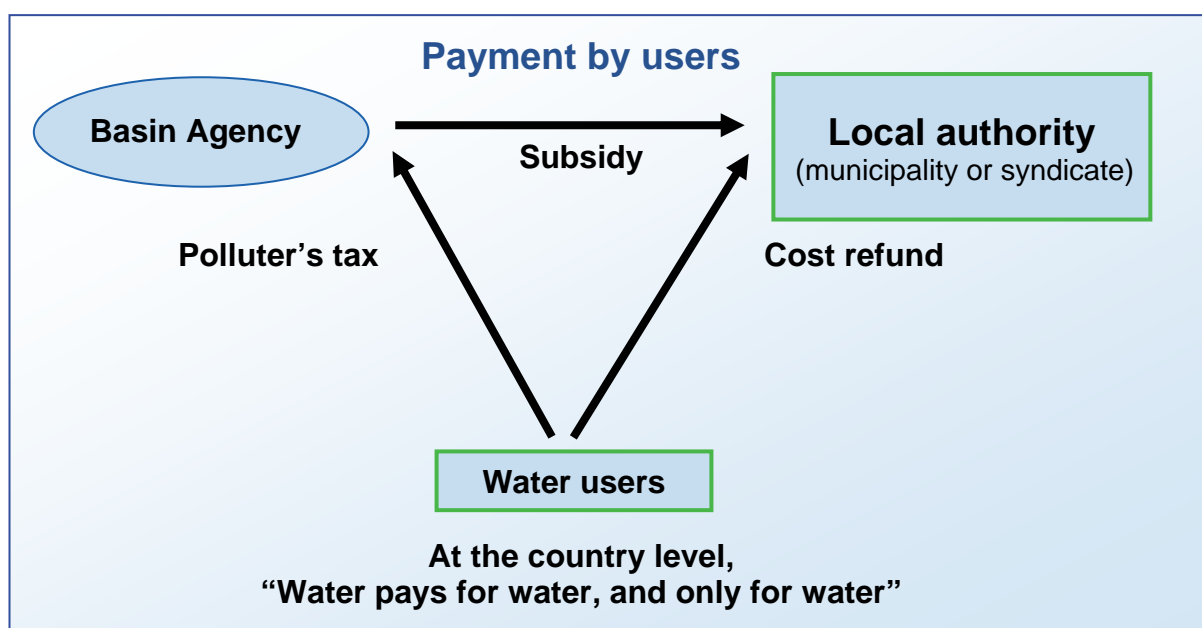 Payment by users
Basin Agency
Subsidy
Local authority
(municipality or syndicate)
Polluter’s tax
Cost refund
Water users
At the country level,
“Water pays for water, and only for water”